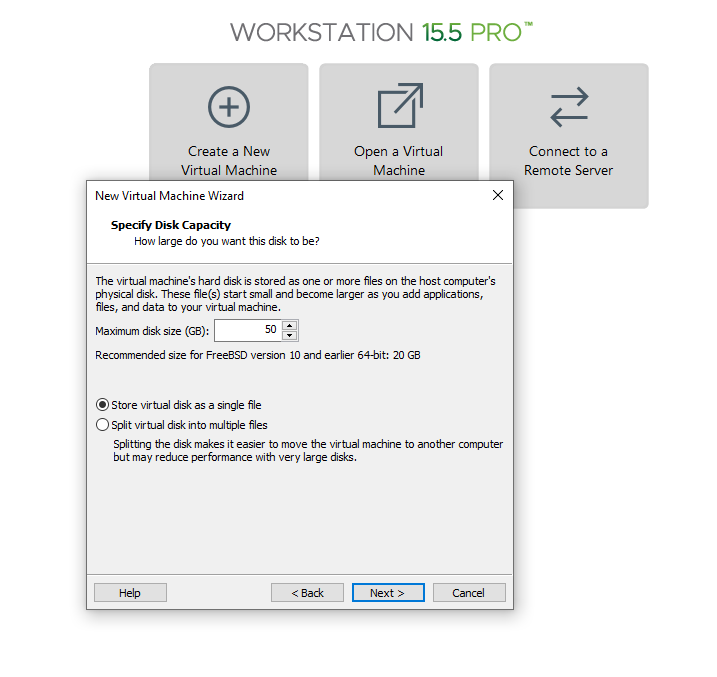 WORKSTATION 15.5 PRO™
Create a New
Virtual Machine
Open a Virtual
Machine
Connect to a
Remote Server
New Virtual Machine Wizard
Specify Disk Capacity
How large do you want this disk to be?
The virtual machine's hard disk is stored as one or more files on the host computer's
physical disk. These file(s) start small and become larger as you add applications,
files, and data to your virtual machine.
Maximum disk size (GB): 50
Recommended size for FreeBSD version 10 and earlier 64-bit: 20 GB
Store virtual disk as a single file
Split virtual disk into multiple files
Splitting the disk makes it easier to move the virtual machine to another computer
but may reduce performance with very large disks.
Help < Back Next > Cancel